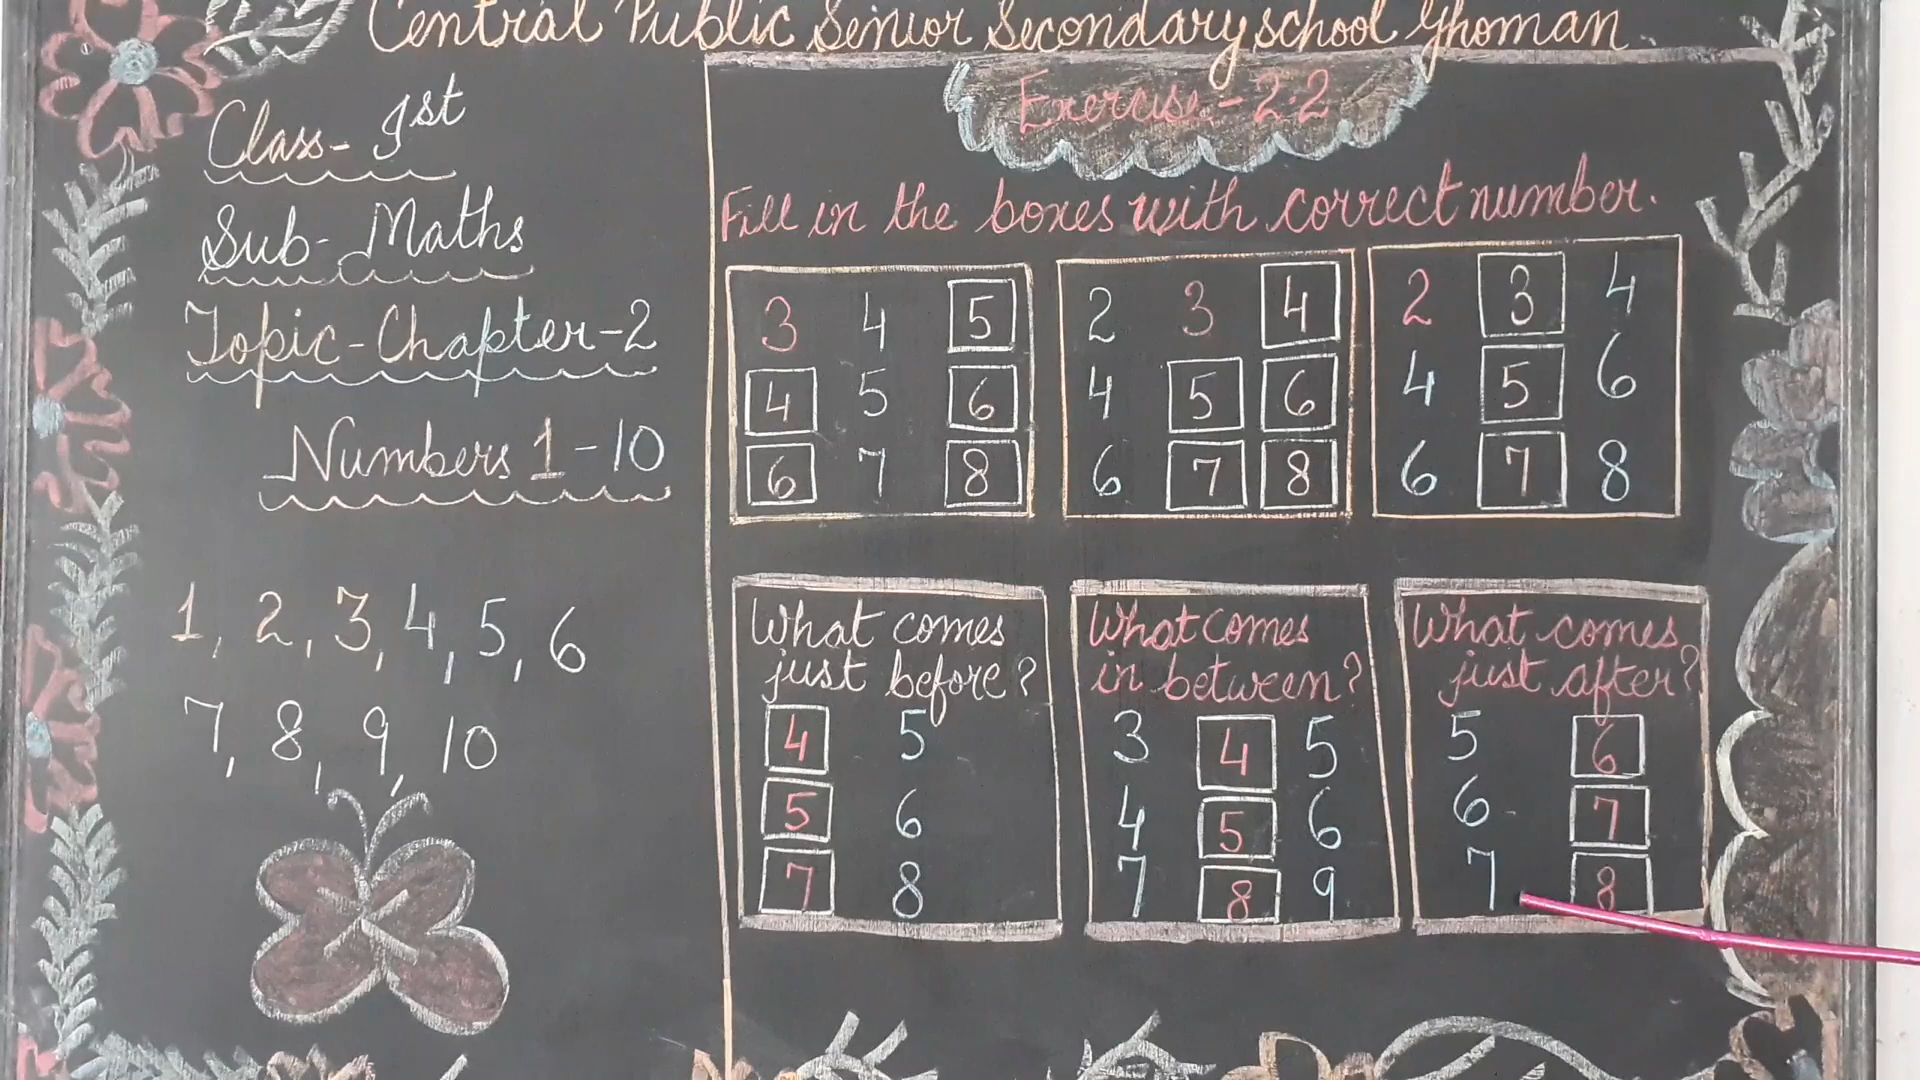 Central Public Senior Secondary school Ghoman
Class- Ist
Sub- Maths
Topic-Chapter-2
Numbers 1-10
1, 2, 3, 4, 5, 6
7, 8, 9, 10
Exercise-2.2
Fill in the boxes with correct number.
3 4 5
4 5 6
6 7 8
2 3 4
4 5 6
6 7 8
2 3 4
4 5 6
6 7 8
What comes
just before?
4 5
5 6
7 8
What comes
in between?
3 4 5
4 5 6
7 8 9
What comes
just after?
5 6
6 7
7 8